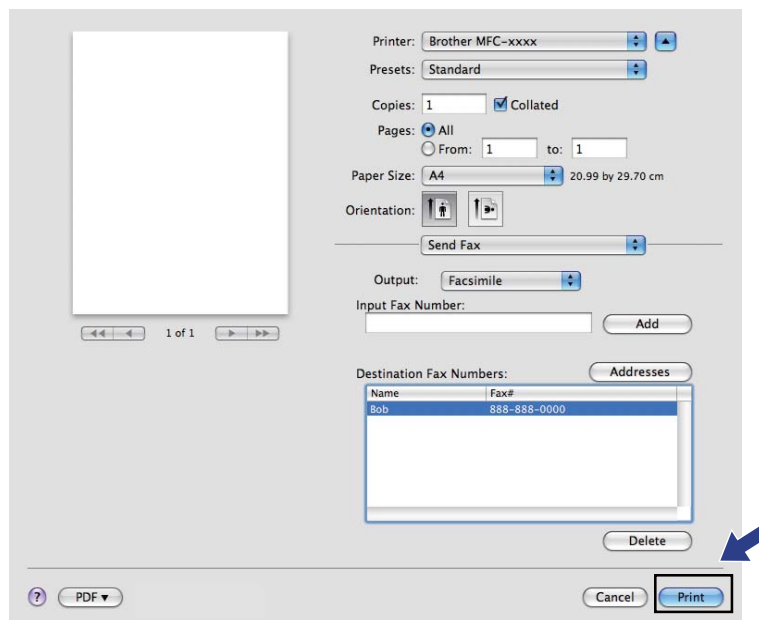 Printer: Brother MFC-xxxx
Presets: Standard
Copies: 1 Collated
Pages: All
From: 1 to: 1
Paper Size: A4 20.99 by 29.70 cm
Orientation:
Send Fax
Output: Facsimile
Input Fax Number:
Add
1 of 1
Destination Fax Numbers: Addresses
Name Fax#
Bob 888-888-0000
Delete
? PDF▼ Cancel Print